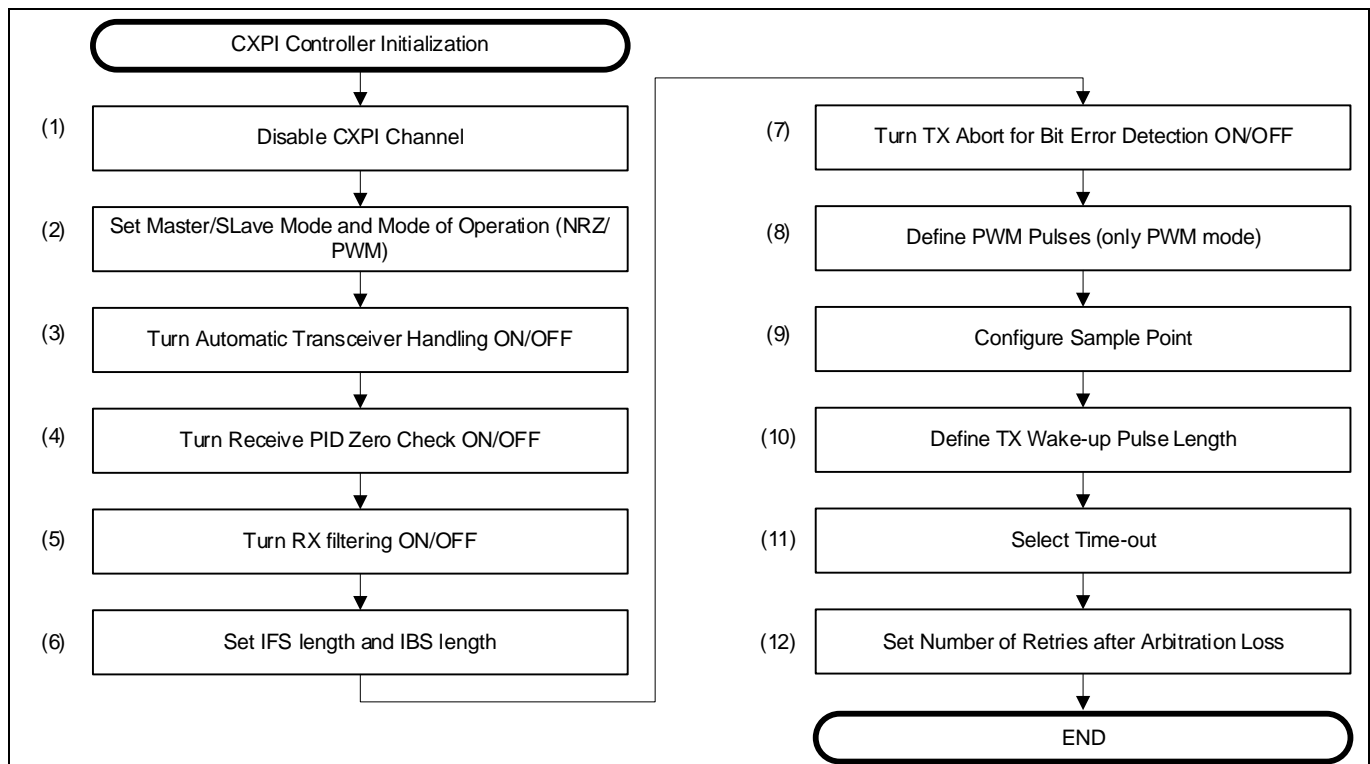 CXPI Controller Initialization
(1)
Disable CXPI Channel
(2)
Set Master/SLave Mode and Mode of Operation (NRZ/
PWM)
(3)
Turn Automatic Transceiver Handling ON/OFF
(4)
Turn Receive PID Zero Check ON/OFF
(5)
Turn RX filtering ON/OFF
(6)
Set IFS length and IBS length
(7)
Turn TX Abort for Bit Error Detection ON/OFF
(8)
Define PWM Pulses (only PWM mode)
(9)
Configure Sample Point
(10)
Define TX Wake-up Pulse Length
(11)
Select Time-out
(12)
Set Number of Retries after Arbitration Loss
END